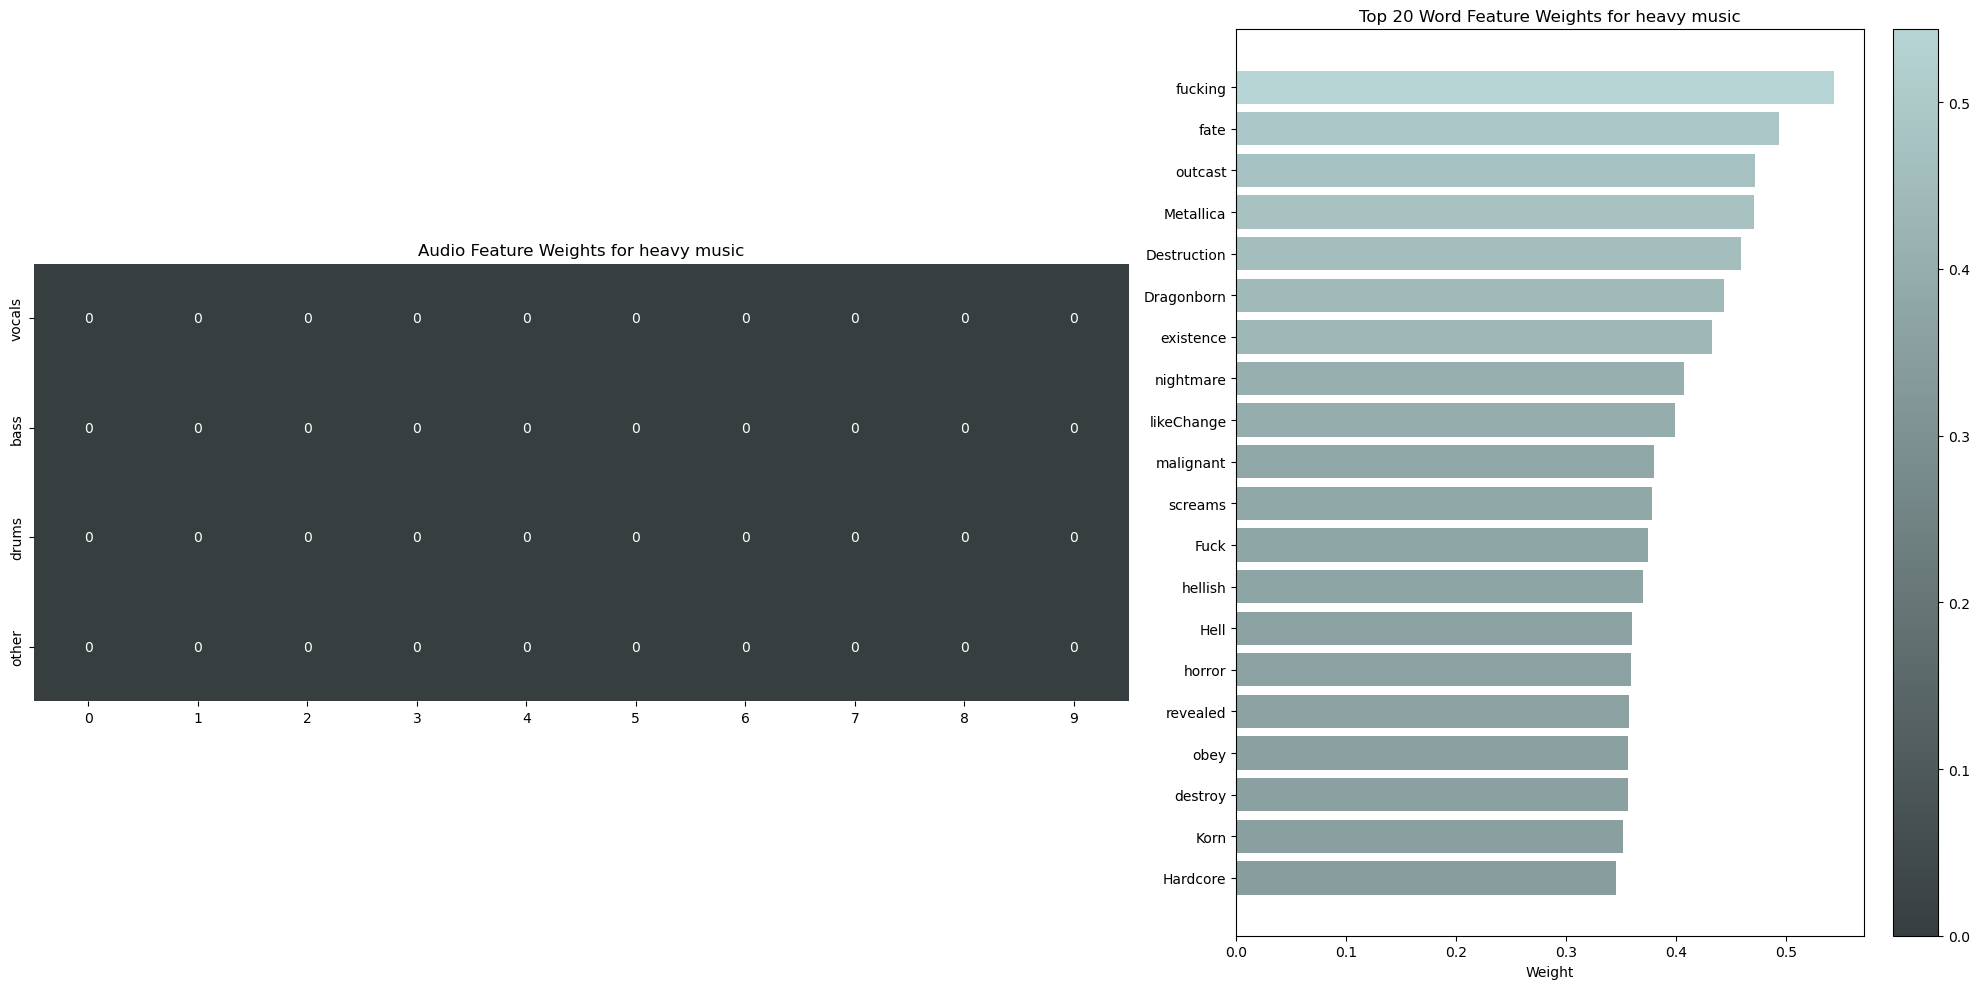 Audio Feature Weights for heavy music
vocals 0 0 0 0 0 0 0 0 0 0
bass 0 0 0 0 0 0 0 0 0 0
drums 0 0 0 0 0 0 0 0 0 0
other 0 0 0 0 0 0 0 0 0 0
0 1 2 3 4 5 6 7 8 9
Top 20 Word Feature Weights for heavy music
fucking
fate
outcast
Metallica
Destruction
Dragonborn
existence
nightmare
likeChange
malignant
screams
Fuck
hellish
Hell
horror
revealed
obey
destroy
Korn
Hardcore
0.0 0.1 0.2 0.3 0.4 0.5
Weight
0.5
0.4
0.3
0.2
0.1
0.0